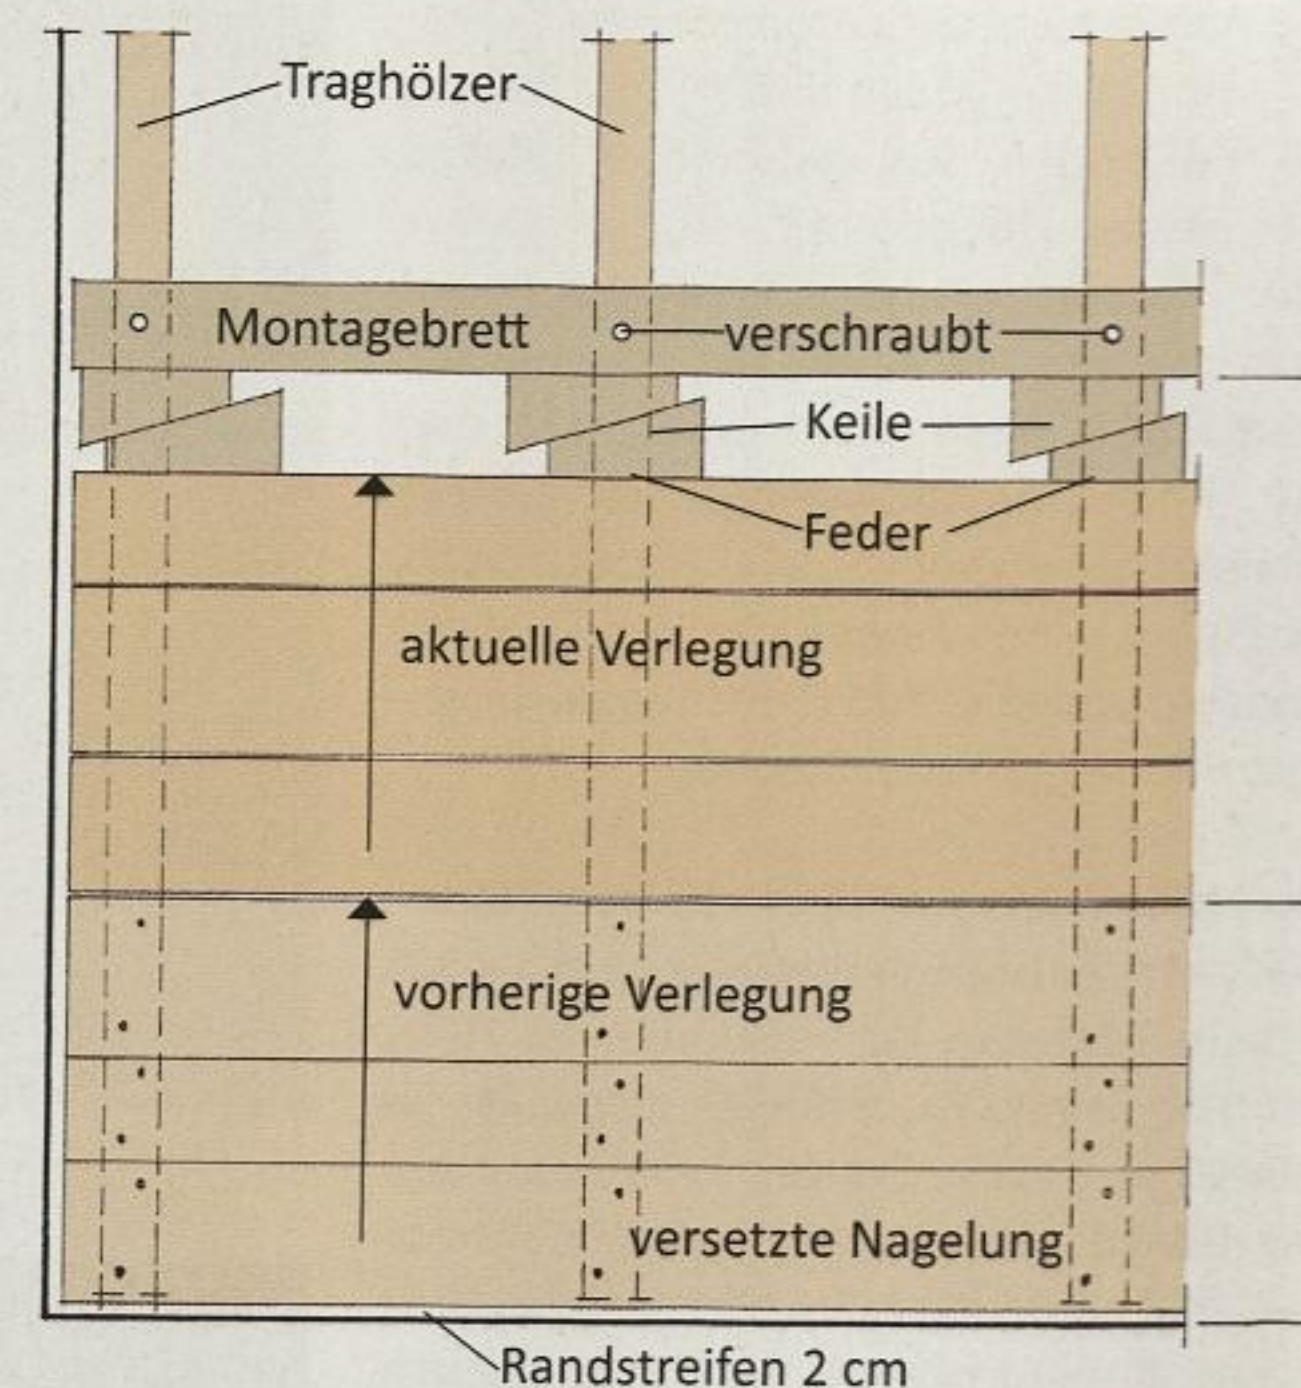 Traghölzer
Montagebrett
verschraubt
Keile
Feder
aktuelle Verlegung
vorherige Verlegung
versetzte Nagelung
Randstreifen 2 cm